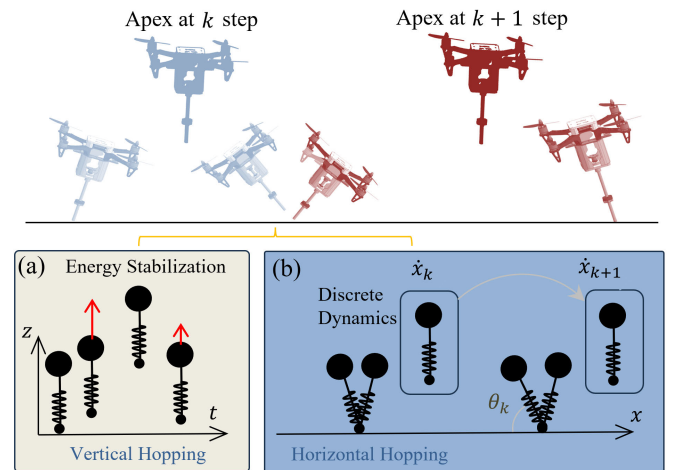 Apex at k step
Apex at k + 1 step
(a)
Energy Stabilization
z
t
Vertical Hopping
(b)
ẋₖ
ẋₖ₊₁
Discrete
Dynamics
θₖ
x
Horizontal Hopping